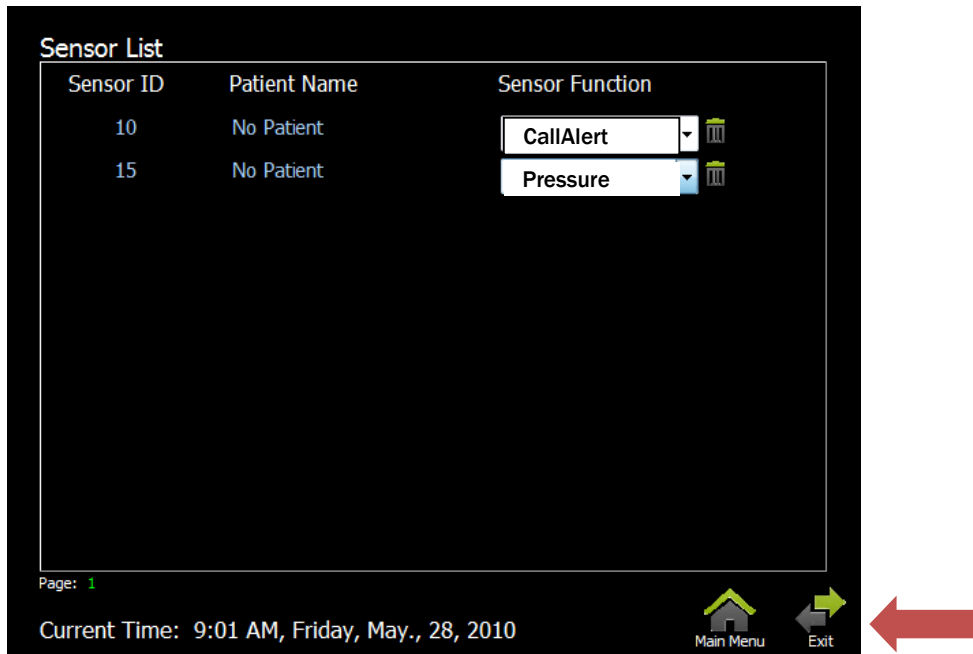 Sensor List
Sensor ID Patient Name Sensor Function
10 No Patient CallAlert
15 No Patient Pressure
Page: 1
Current Time: 9:01 AM, Friday, May., 28, 2010
Main Menu Exit